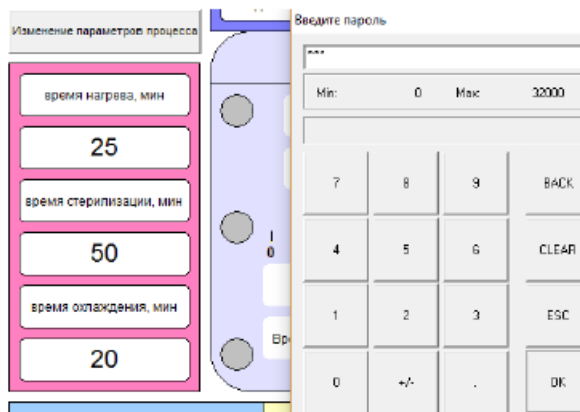 Изменение параметров процесса
время нагрева, мин
25
время стерилизации, мин
50
время охлаждения, мин
20
0
Введите пароль
***
Min: 0 Max: 32000
7 8 9 BACK
4 5 6 CLEAR
1 2 3 ESC
0 +/- . OK